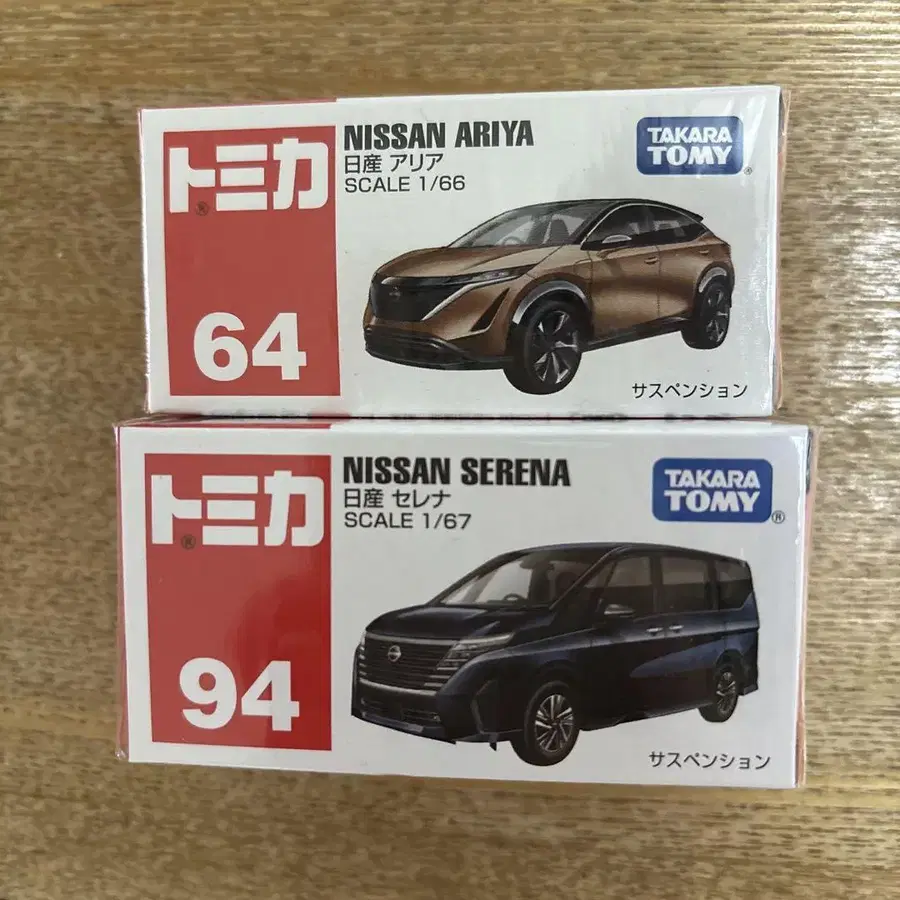 トミカ
®
64
NISSAN ARIYA
日産 アリア
SCALE 1/66
TAKARA
TOMY
®
サスペンション
トミカ
®
94
NISSAN SERENA
日産 セレナ
SCALE 1/67
TAKARA
TOMY
®
サスペンション